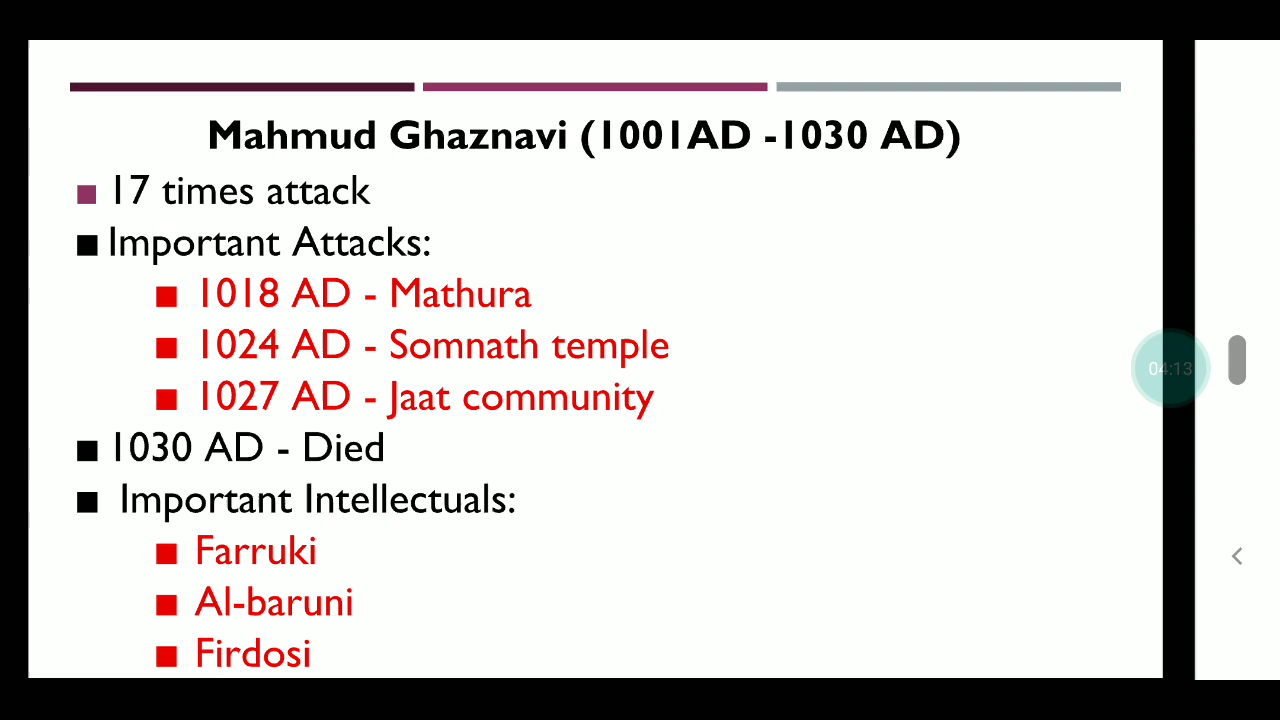 Mahmud Ghaznavi (1001AD -1030 AD)
17 times attack
Important Attacks:
1018 AD - Mathura
1024 AD - Somnath temple
1027 AD - Jaat community
04:13
1030 AD - Died
Important Intellectuals:
Farruki
Al-baruni
Firdosi